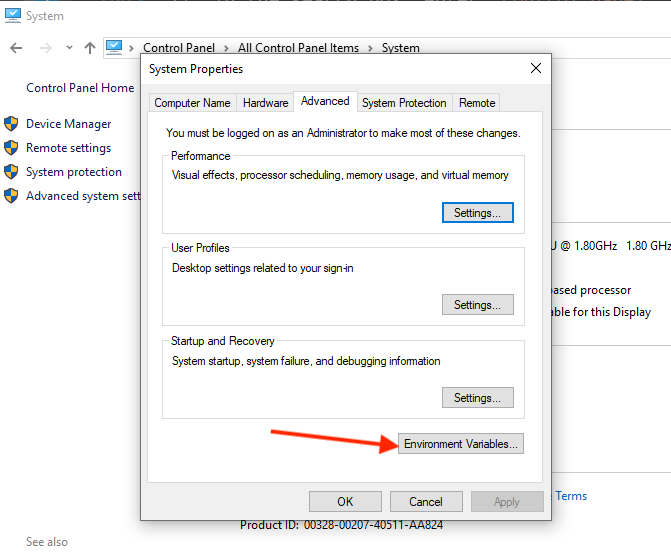 System
Control Panel > All Control Panel Items > System
System Properties
Control Panel Home
Computer Name Hardware Advanced System Protection Remote
Device Manager
Remote settings
System protection
Advanced system sett
You must be logged on as an Administrator to make most of these changes.
Performance
Visual effects, processor scheduling, memory usage, and virtual memory
Settings...
User Profiles
Desktop settings related to your sign-in
Settings...
Startup and Recovery
System startup, system failure, and debugging information
Settings...
Environment Variables...
OK Cancel Apply
U @ 1.80GHz 1.80 GH
based processor
able for this Display
Terms
Product ID: 00328-00207-40511-AA824
See also